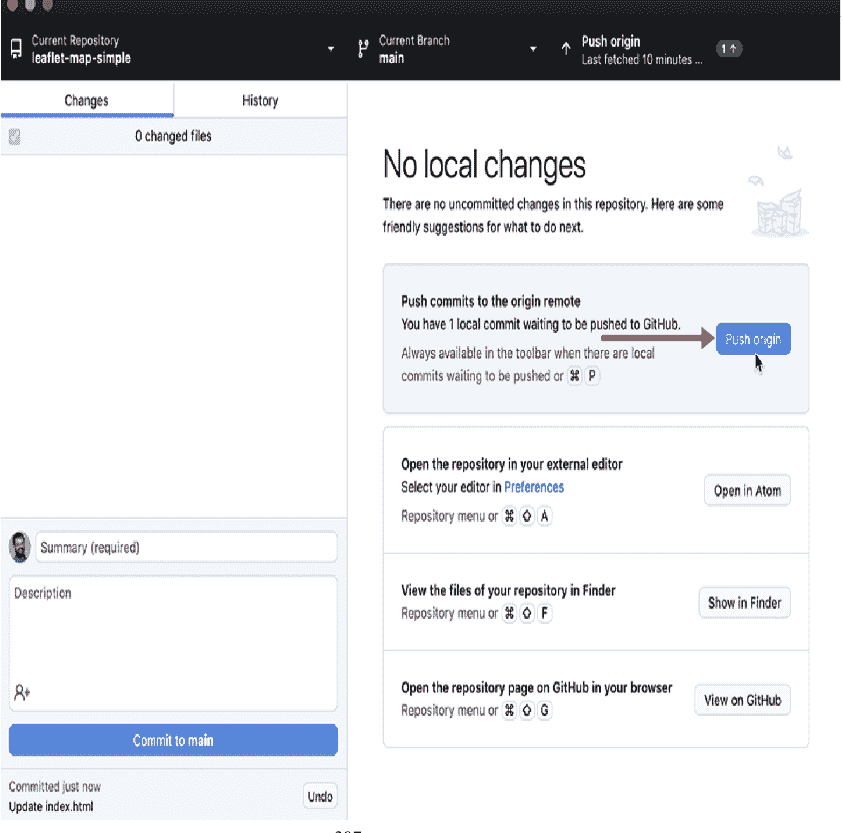 Current Repository
leaflet-map-simple
Current Branch
main
Push origin
Last fetched 10 minutes ...
1↑
Changes
History
0 changed files
No local changes
There are no uncommitted changes in this repository. Here are some
friendly suggestions for what to do next.
Push commits to the origin remote
You have 1 local commit waiting to be pushed to GitHub.
Always available in the toolbar when there are local
commits waiting to be pushed or ⌘ P
Push origin
Open the repository in your external editor
Select your editor in Preferences
Repository menu or ⌘ ⇧ A
Open in Atom
View the files of your repository in Finder
Repository menu or ⌘ ⇧ F
Show in Finder
Open the repository page on GitHub in your browser
Repository menu or ⌘ ⇧ G
View on GitHub
Summary (required)
Description
Commit to main
Committed just now
Update index.html
Undo